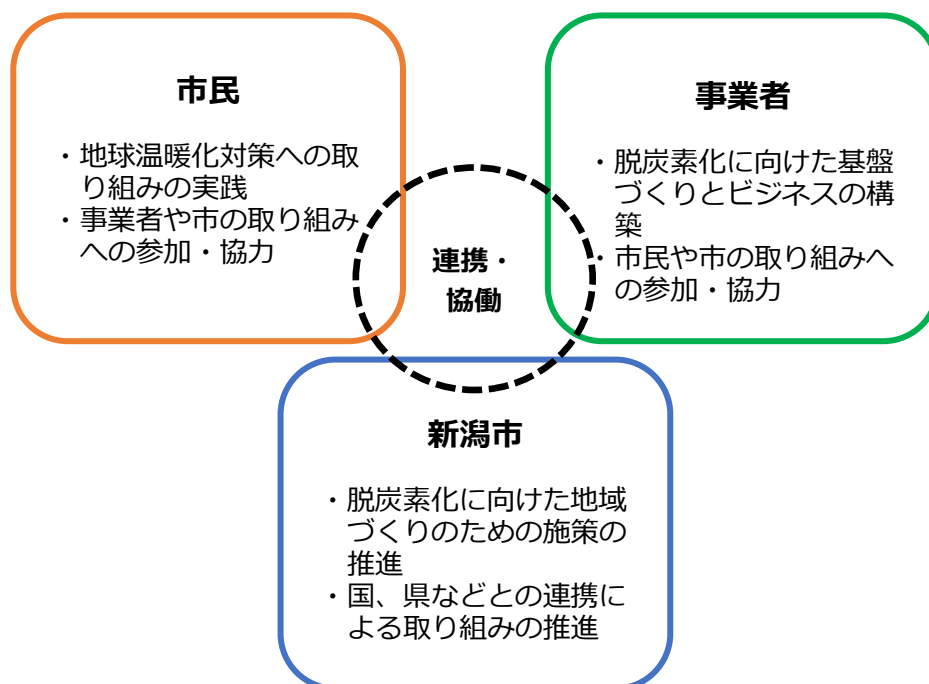 市民
・地球温暖化対策への取
り組みの実践
・事業者や市の取り組み
への参加・協力
事業者
・脱炭素化に向けた基盤
づくりとビジネスの構
築
・市民や市の取り組みへ
の参加・協力
連携・
協働
新潟市
・脱炭素化に向けた地域
づくりのための施策の
推進
・国、県などとの連携に
よる取り組みの推進